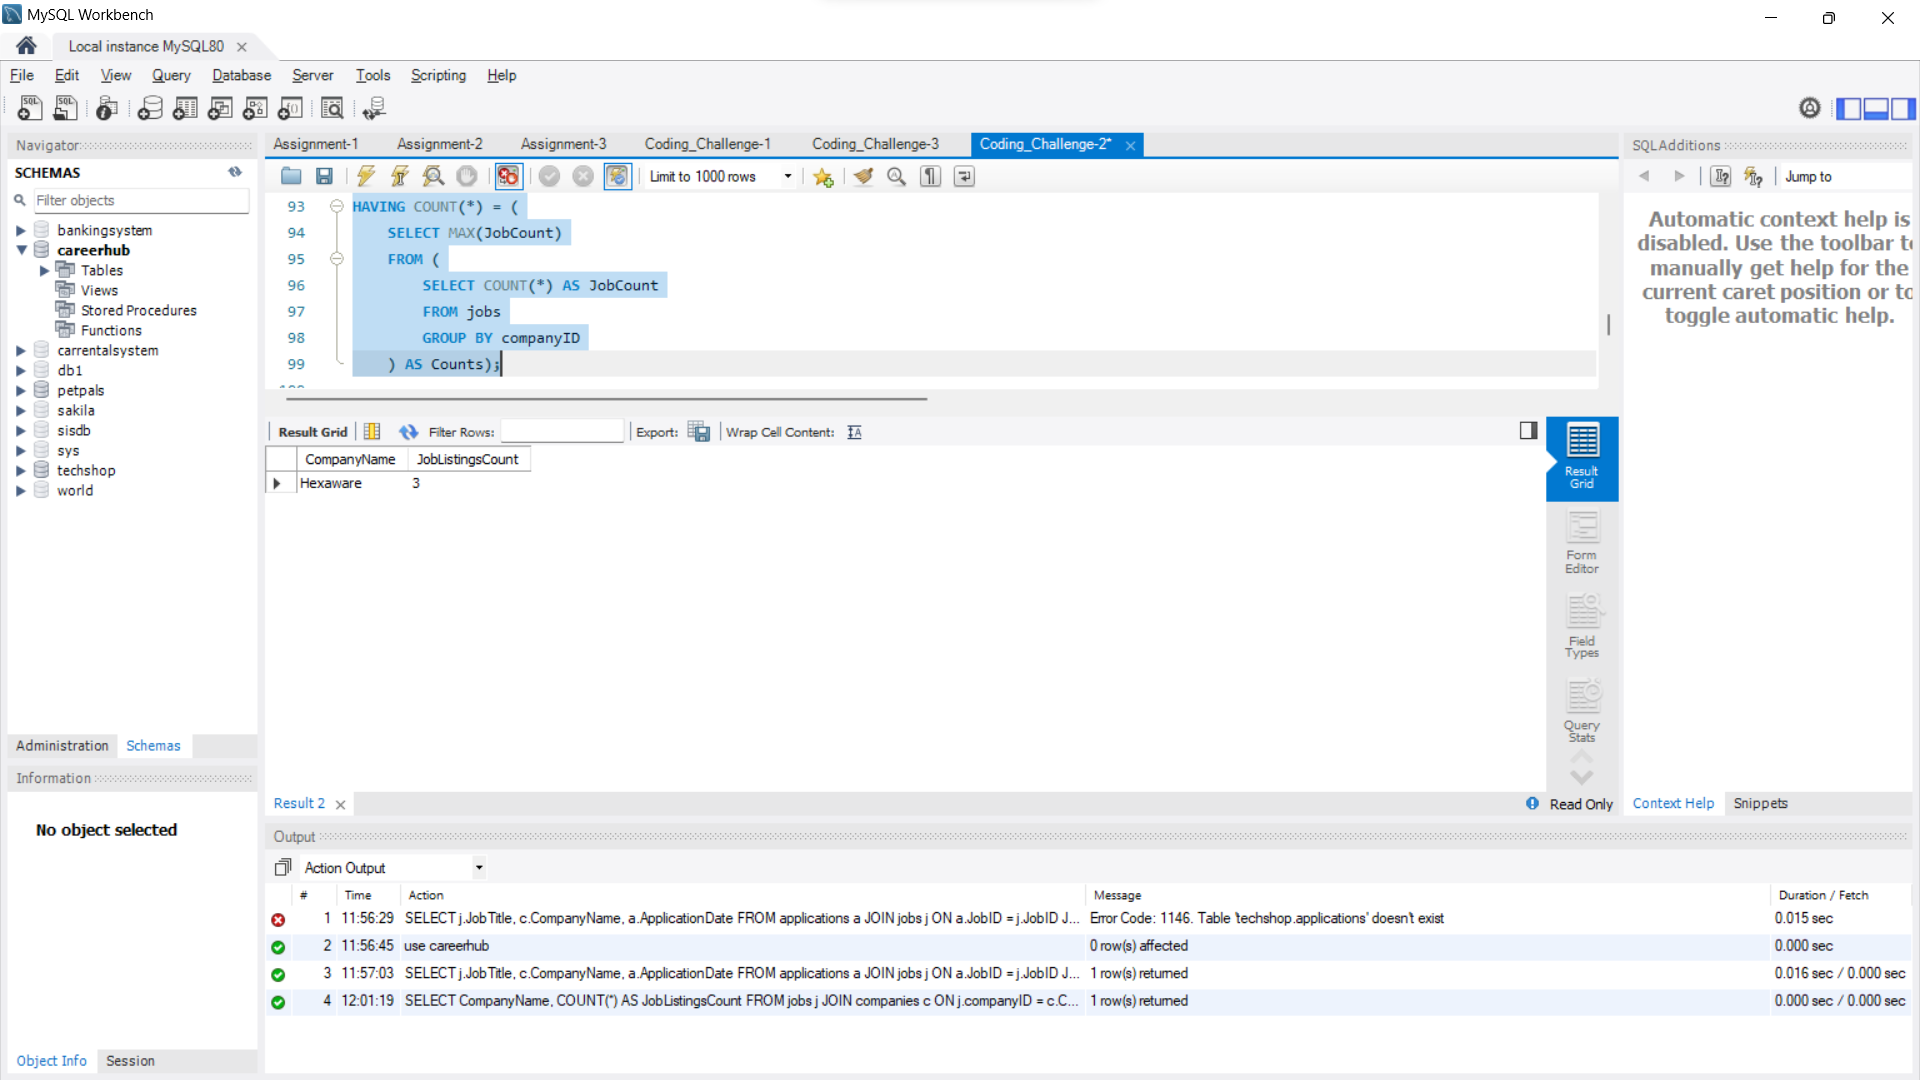 MySQL Workbench
Local instance MySQL80
File Edit View Query Database Server Tools Scripting Help
Navigator
SCHEMAS
Filter objects
bankingsystem
careerhub
Tables
Views
Stored Procedures
Functions
carrentalsystem
db1
petpals
sakila
sisdb
sys
techshop
world
Administration Schemas
Information
No object selected
Object Info Session
Assignment-1 Assignment-2 Assignment-3 Coding_Challenge-1 Coding_Challenge-3 Coding_Challenge-2*
Limit to 1000 rows
93 HAVING COUNT(*) = (
94 SELECT MAX(JobCount)
95 FROM (
96 SELECT COUNT(*) AS JobCount
97 FROM jobs
98 GROUP BY companyID
99 ) AS Counts);
Result Grid Filter Rows: Export: Wrap Cell Content:
CompanyName JobListingsCount
Hexaware 3
Result Grid
Form Editor
Field Types
Query Stats
Result 2
Read Only
SQLAdditions
Jump to
Automatic context help is
disabled. Use the toolbar to
manually get help for the
current caret position or to
toggle automatic help.
Context Help Snippets
Output
Action Output
# Time Action Message Duration / Fetch
1 11:56:29 SELECT j.JobTitle, c.CompanyName, a.ApplicationDate FROM applications a JOIN jobs j ON a.JobID = j.JobID J... Error Code: 1146. Table 'techshop.applications' doesn't exist 0.015 sec
2 11:56:45 use careerhub 0 row(s) affected 0.000 sec
3 11:57:03 SELECT j.JobTitle, c.CompanyName, a.ApplicationDate FROM applications a JOIN jobs j ON a.JobID = j.JobID J... 1 row(s) returned 0.016 sec / 0.000 sec
4 12:01:19 SELECT CompanyName, COUNT(*) AS JobListingsCount FROM jobs j JOIN companies c ON j.companyID = c.C... 1 row(s) returned 0.000 sec / 0.000 sec